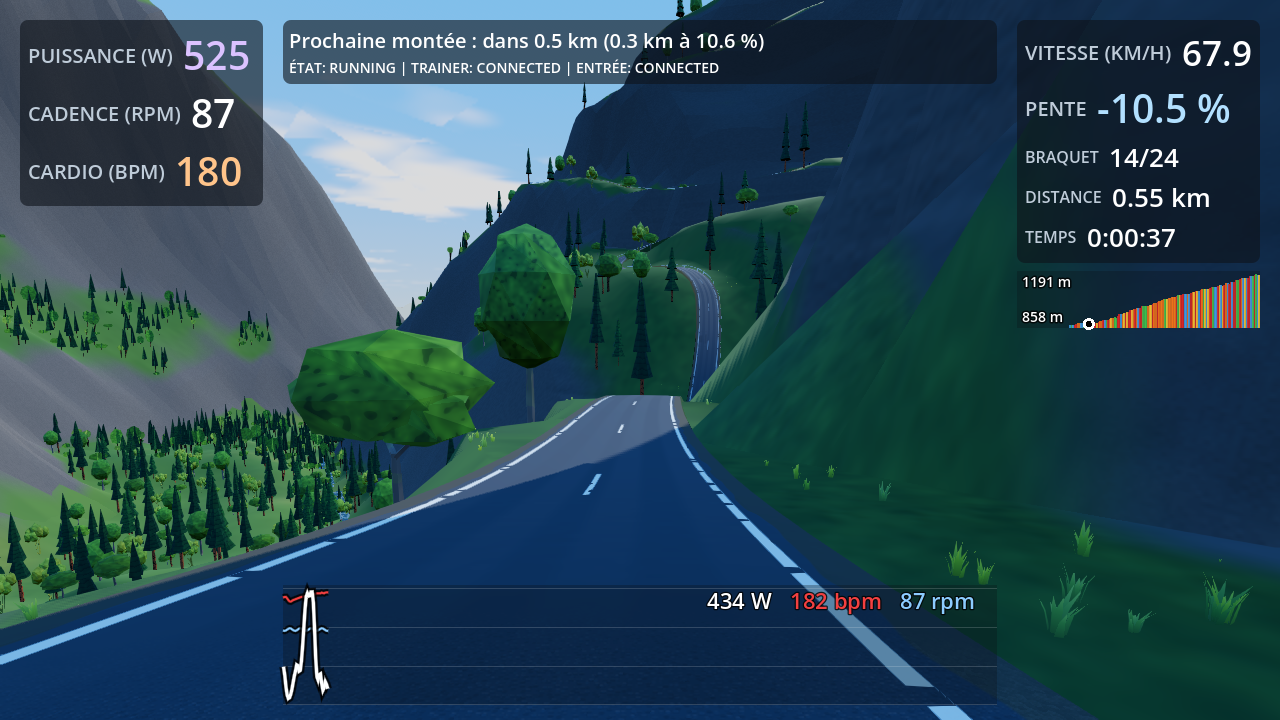 PUISSANCE (W) 525
CADENCE (RPM) 87
CARDIO (BPM) 180
Prochaine montée : dans 0.5 km (0.3 km à 10.6 %)
ÉTAT: RUNNING | TRAINER: CONNECTED | ENTRÉE: CONNECTED
VITESSE (KM/H) 67.9
PENTE -10.5 %
BRAQUET 14/24
DISTANCE 0.55 km
TEMPS 0:00:37
1191 m
858 m
434 W 182 bpm 87 rpm